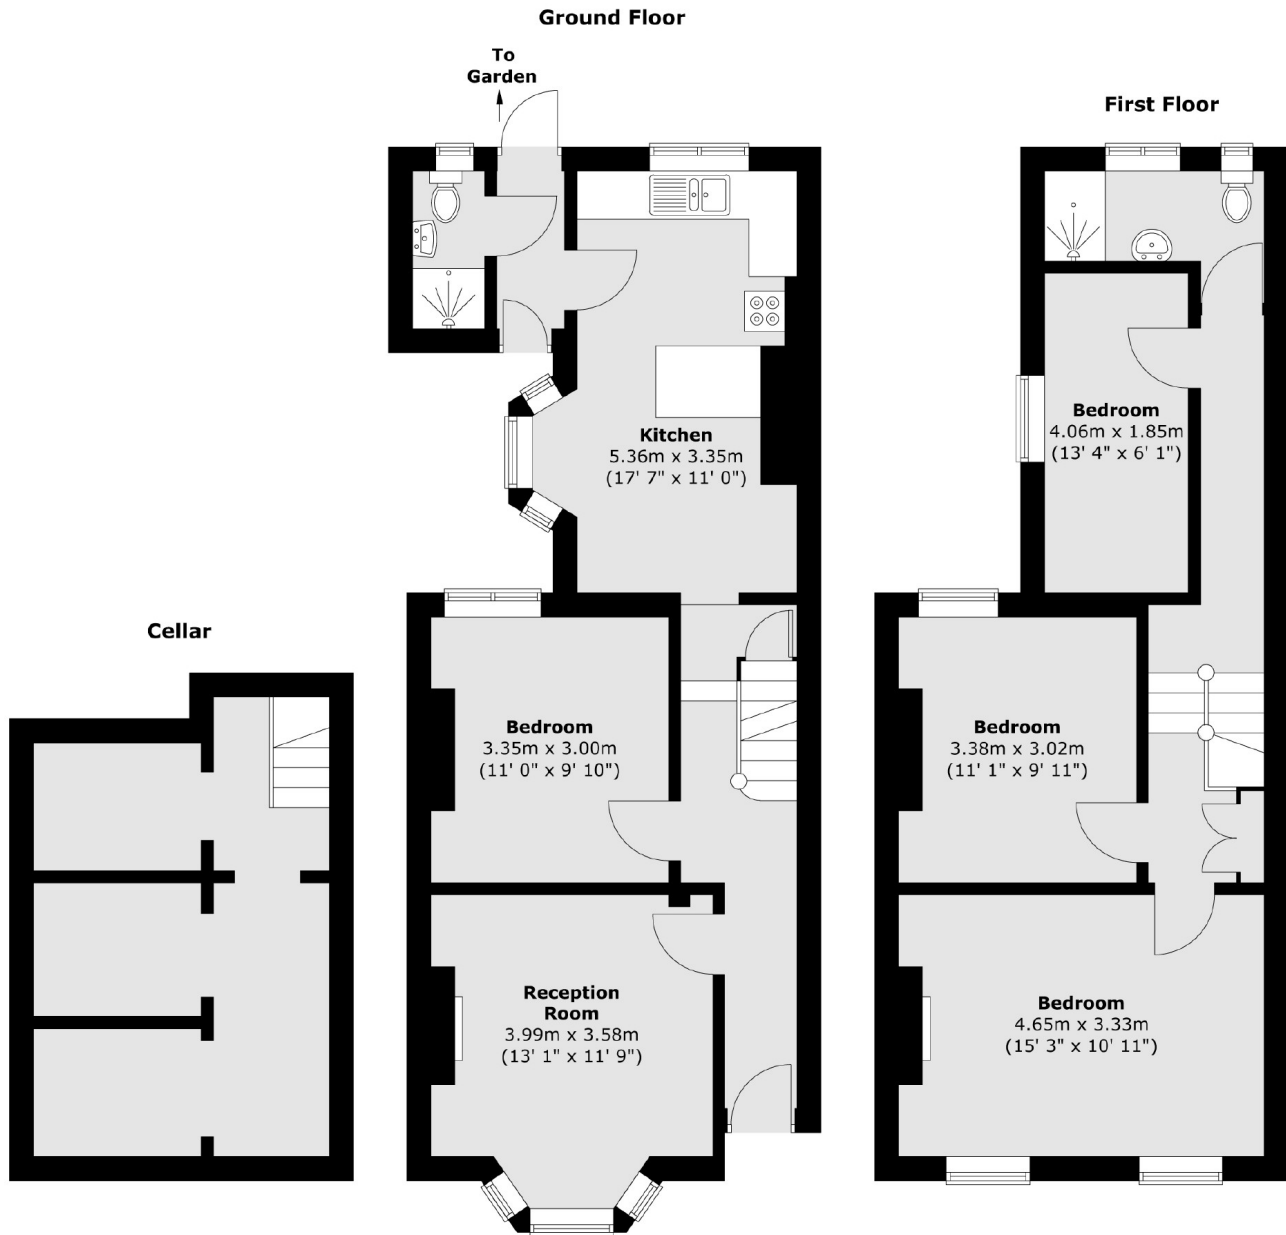 Ground Floor
To
Garden
Kitchen
5.36m x 3.35m
(17' 7" x 11' 0")
Bedroom
3.35m x 3.00m
(11' 0" x 9' 10")
Reception
Room
3.99m x 3.58m
(13' 1" x 11' 9")
First Floor
Bedroom
4.06m x 1.85m
(13' 4" x 6' 1")
Bedroom
3.38m x 3.02m
(11' 1" x 9' 11")
Bedroom
4.65m x 3.33m
(15' 3" x 10' 11")
Cellar